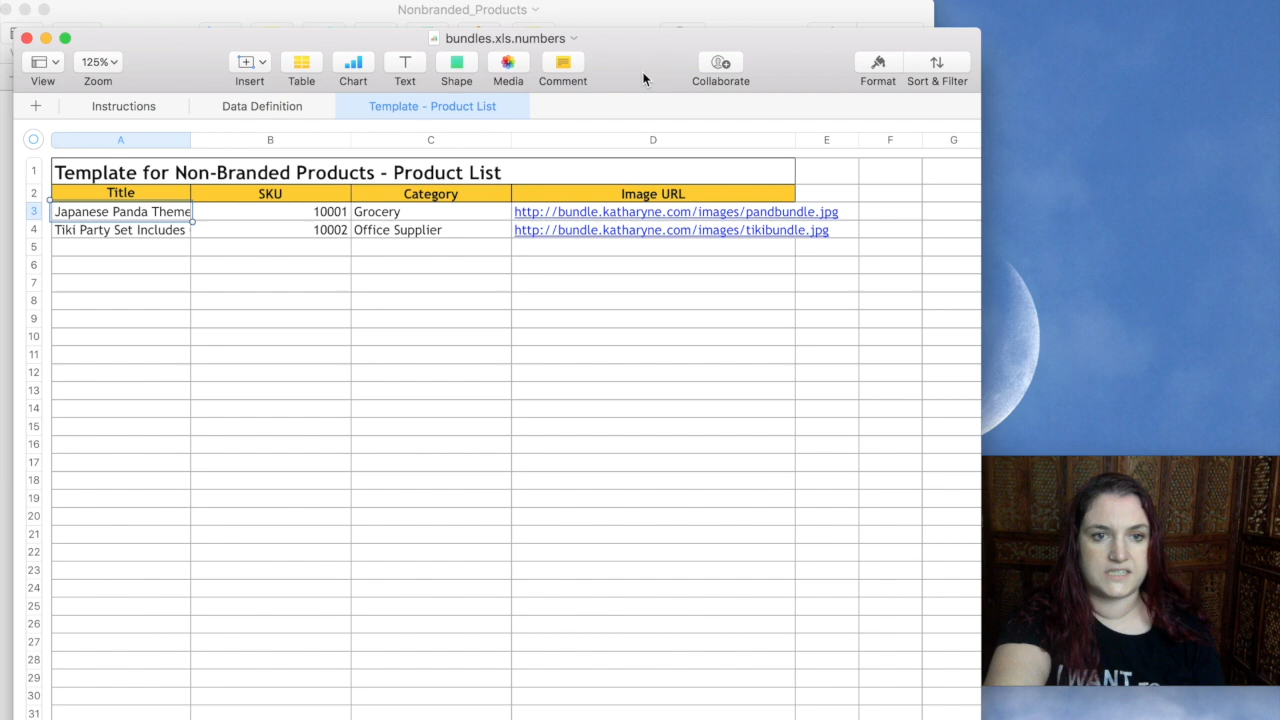 Nonbranded_Products
bundles.xls.numbers
125%
View
Zoom
Insert
Table
Chart
Text
Shape
Media
Comment
Collaborate
Format
Sort & Filter
Instructions
Data Definition
Template - Product List
A B C D E F G
1 Template for Non-Branded Products - Product List
2 Title SKU Category Image URL
3 Japanese Panda Theme 10001 Grocery http://bundle.katharyne.com/images/pandbundle.jpg
4 Tiki Party Set Includes 10002 Office Supplier http://bundle.katharyne.com/images/tikibundle.jpg
5
6
7
8
9
10
11
12
13
14
15
16
17
18
19
20
21
22
23
24
25
26
27
28
29
30
31
I WANT TO